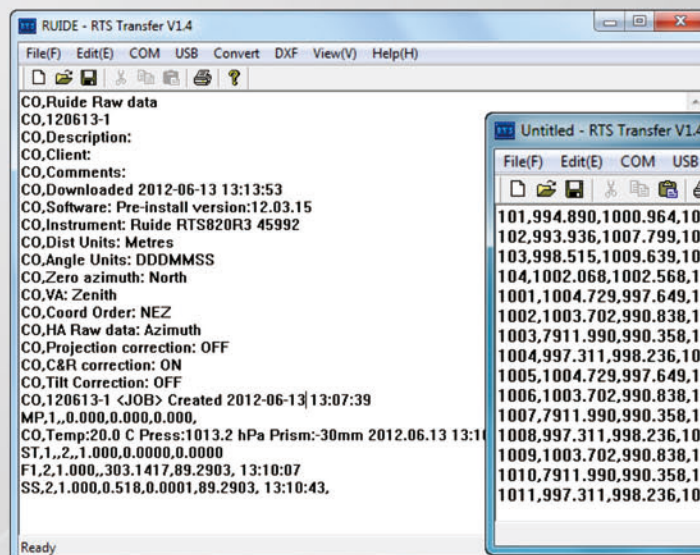 RUIDE - RTS Transfer V1.4
File(F) Edit(E) COM USB Convert DXF View(V) Help(H)
CO,Ruide Raw data
CO,120613-1
CO,Description:
CO,Client:
CO,Comments:
CO,Downloaded 2012-06-13 13:13:53
CO,Software: Pre-install version:12.03.15
CO,Instrument: Ruide RTS820R3 45992
CO,Dist Units: Metres
CO,Angle Units: DDDMMSS
CO,Zero azimuth: North
CO,VA: Zenith
CO,Coord Order: NEZ
CO,HA Raw data: Azimuth
CO,Projection correction: OFF
CO,C&R correction: ON
CO,Tilt Correction: OFF
CO,120613-1 <JOB> Created 2012-06-13 13:07:39
MP,1,,0.000,0.000,0.000,
CO,Temp:20.0 C Press:1013.2 hPa Prism:-30mm 2012.06.13 13:10
ST,1,,2,,1.000,0.0000,0.0000
F1,2,1.000,,303.1417,89.2903, 13:10:07
SS,2,1.000,0.518,0.0001,89.2903, 13:10:43,
Ready
Untitled - RTS Transfer V1.4
File(F) Edit(E) COM USB
101,994.890,1000.964,10
102,993.936,1007.799,10
103,998.515,1009.639,10
104,1002.068,1002.568,1
1001,1004.729,997.649,1
1002,1003.702,990.838,1
1003,7911.990,990.358,1
1004,997.311,998.236,10
1005,1004.729,997.649,1
1006,1003.702,990.838,1
1007,7911.990,990.358,1
1008,997.311,998.236,10
1009,1003.702,990.838,1
1010,7911.990,990.358,1
1011,997.311,998.236,10